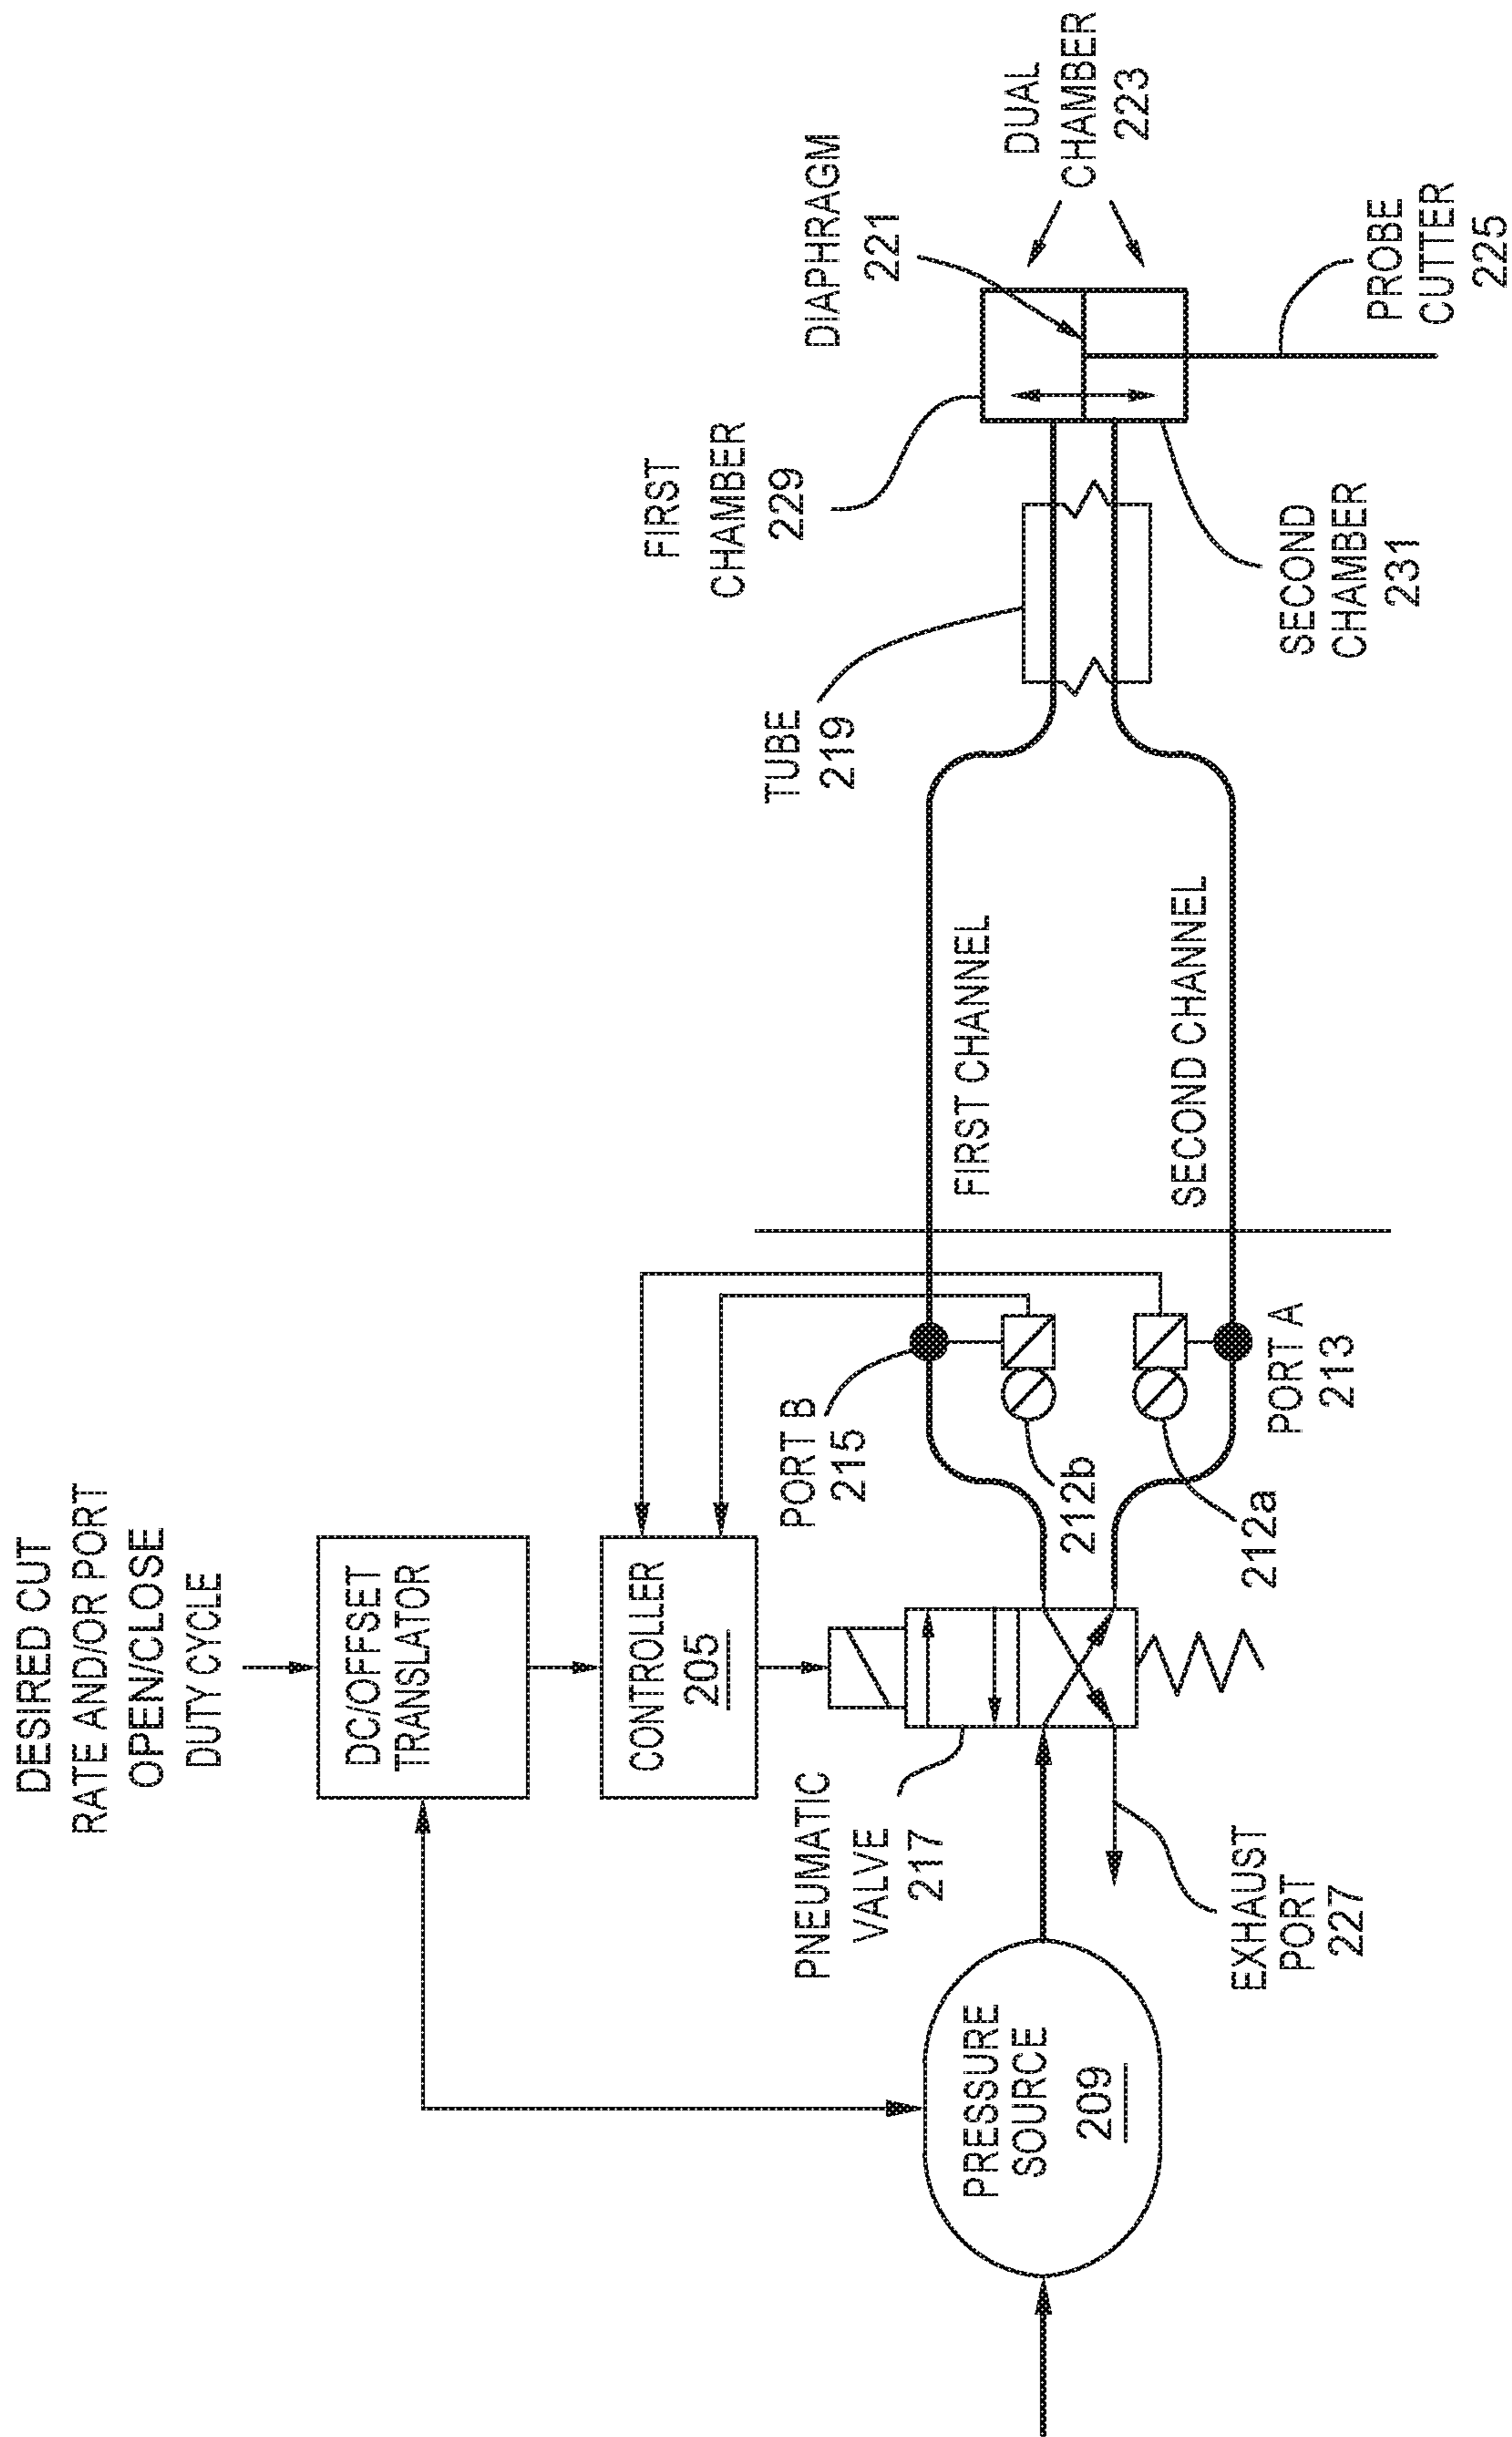 DESIRED CUT
RATE AND/OR PORT
OPEN/CLOSE
DUTY CYCLE
DC/OFFSET
TRANSLATOR
CONTROLLER
205
PNEUMATIC
VALVE
217
PRESSURE
SOURCE
209
EXHAUST
PORT
227
PORT B
215
212b
212a
PORT A
213
FIRST CHANNEL
SECOND CHANNEL
TUBE
219
FIRST
CHAMBER
229
SECOND
CHAMBER
231
DIAPHRAGM
221
DUAL
CHAMBER
223
PROBE
CUTTER
225